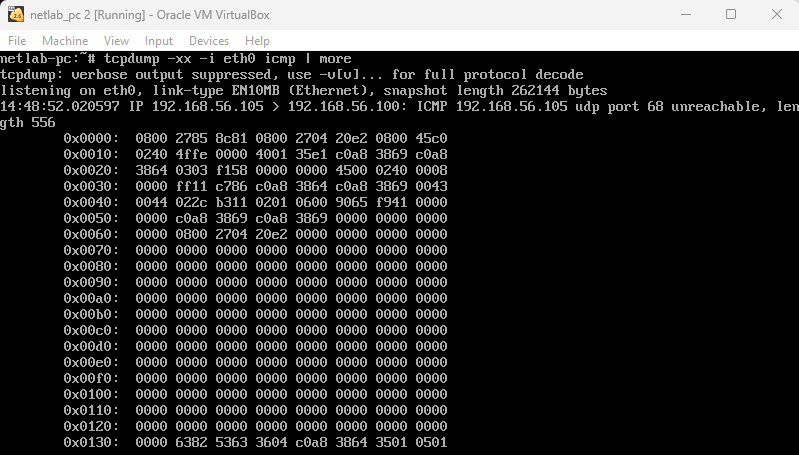 netlab_pc 2 [Running] - Oracle VM VirtualBox
File Machine View Input Devices Help
netlab-pc:~# tcpdump -xx -i eth0 icmp | more
tcpdump: verbose output suppressed, use -v[v]... for full protocol decode
listening on eth0, link-type EN10MB (Ethernet), snapshot length 262144 bytes
14:48:52.020597 IP 192.168.56.105 > 192.168.56.100: ICMP 192.168.56.105 udp port 68 unreachable, len
gth 556
0x0000: 0800 2785 8c81 0800 2704 20e2 0800 45c0
0x0010: 0240 4ffe 0000 4001 35e1 c0a8 3869 c0a8
0x0020: 3864 0303 f158 0000 0000 4500 0240 0008
0x0030: 0000 ff11 c786 c0a8 3864 c0a8 3869 0043
0x0040: 0044 022c b311 0201 0600 9065 f941 0000
0x0050: 0000 c0a8 3869 c0a8 3869 0000 0000 0000
0x0060: 0000 0800 2704 20e2 0000 0000 0000 0000
0x0070: 0000 0000 0000 0000 0000 0000 0000 0000
0x0080: 0000 0000 0000 0000 0000 0000 0000 0000
0x0090: 0000 0000 0000 0000 0000 0000 0000 0000
0x00a0: 0000 0000 0000 0000 0000 0000 0000 0000
0x00b0: 0000 0000 0000 0000 0000 0000 0000 0000
0x00c0: 0000 0000 0000 0000 0000 0000 0000 0000
0x00d0: 0000 0000 0000 0000 0000 0000 0000 0000
0x00e0: 0000 0000 0000 0000 0000 0000 0000 0000
0x00f0: 0000 0000 0000 0000 0000 0000 0000 0000
0x0100: 0000 0000 0000 0000 0000 0000 0000 0000
0x0110: 0000 0000 0000 0000 0000 0000 0000 0000
0x0120: 0000 0000 0000 0000 0000 0000 0000 0000
0x0130: 0000 6382 5363 3604 c0a8 3864 3501 0501